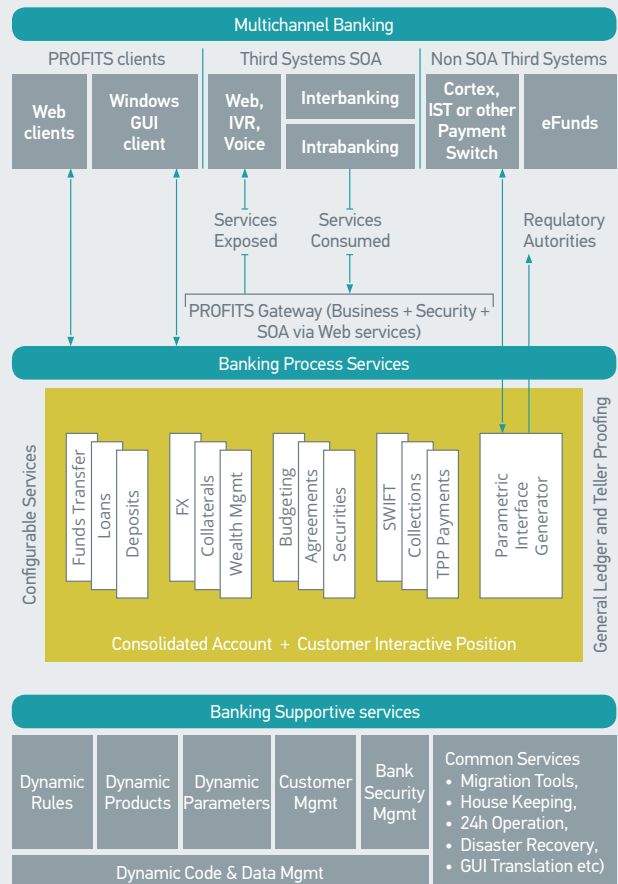 Multichannel Banking
PROFITS clients
Third Systems SOA
Non SOA Third Systems
Web
clients
Windows
GUI
client
Web,
IVR,
Voice
Interbanking
Intrabanking
Cortex,
IST or other
Payment
Switch
eFunds
Services
Exposed
Services
Consumed
Requlatory
Autorities
PROFITS Gateway (Business + Security +
SOA via Web services)
Banking Process Services
Configurable Services
Funds Transfer
Loans
Deposits
FX
Collaterals
Wealth Mgmt
Budgeting
Agreements
Securities
SWIFT
Collections
TPP Payments
Parametric
Interface
Generator
General Ledger and Teller Proofing
Consolidated Account + Customer Interactive Position
Banking Supportive services
Dynamic
Rules
Dynamic
Products
Dynamic
Parameters
Customer
Mgmt
Bank
Security
Mgmt
Dynamic Code & Data Mgmt
Common Services
• Migration Tools,
• House Keeping,
• 24h Operation,
• Disaster Recovery,
• GUI Translation etc)